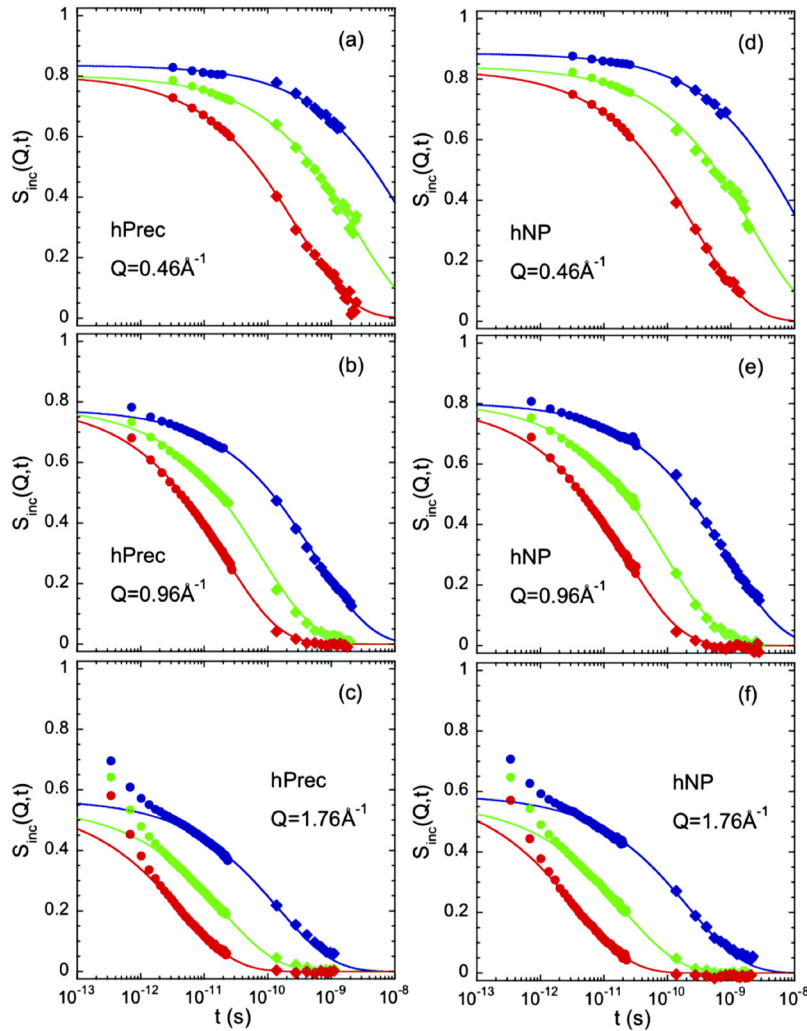 (a)
1
0.8
0.6
0.4
0.2
0
S_inc(Q,t)
hPrec
Q=0.46Å⁻¹
(d)
1
0.8
0.6
0.4
0.2
0
S_inc(Q,t)
hNP
Q=0.46Å⁻¹
(b)
0.8
0.6
0.4
0.2
0
S_inc(Q,t)
hPrec
Q=0.96Å⁻¹
(e)
0.8
0.6
0.4
0.2
0
S_inc(Q,t)
hNP
Q=0.96Å⁻¹
(c)
1
0.8
0.6
0.4
0.2
0
S_inc(Q,t)
hPrec
Q=1.76Å⁻¹
10⁻¹³ 10⁻¹² 10⁻¹¹ 10⁻¹⁰ 10⁻⁹ 10⁻⁸
t (s)
(f)
1
0.8
0.6
0.4
0.2
0
S_inc(Q,t)
hNP
Q=1.76Å⁻¹
10⁻¹³ 10⁻¹² 10⁻¹¹ 10⁻¹⁰ 10⁻⁹ 10⁻⁸
t (s)